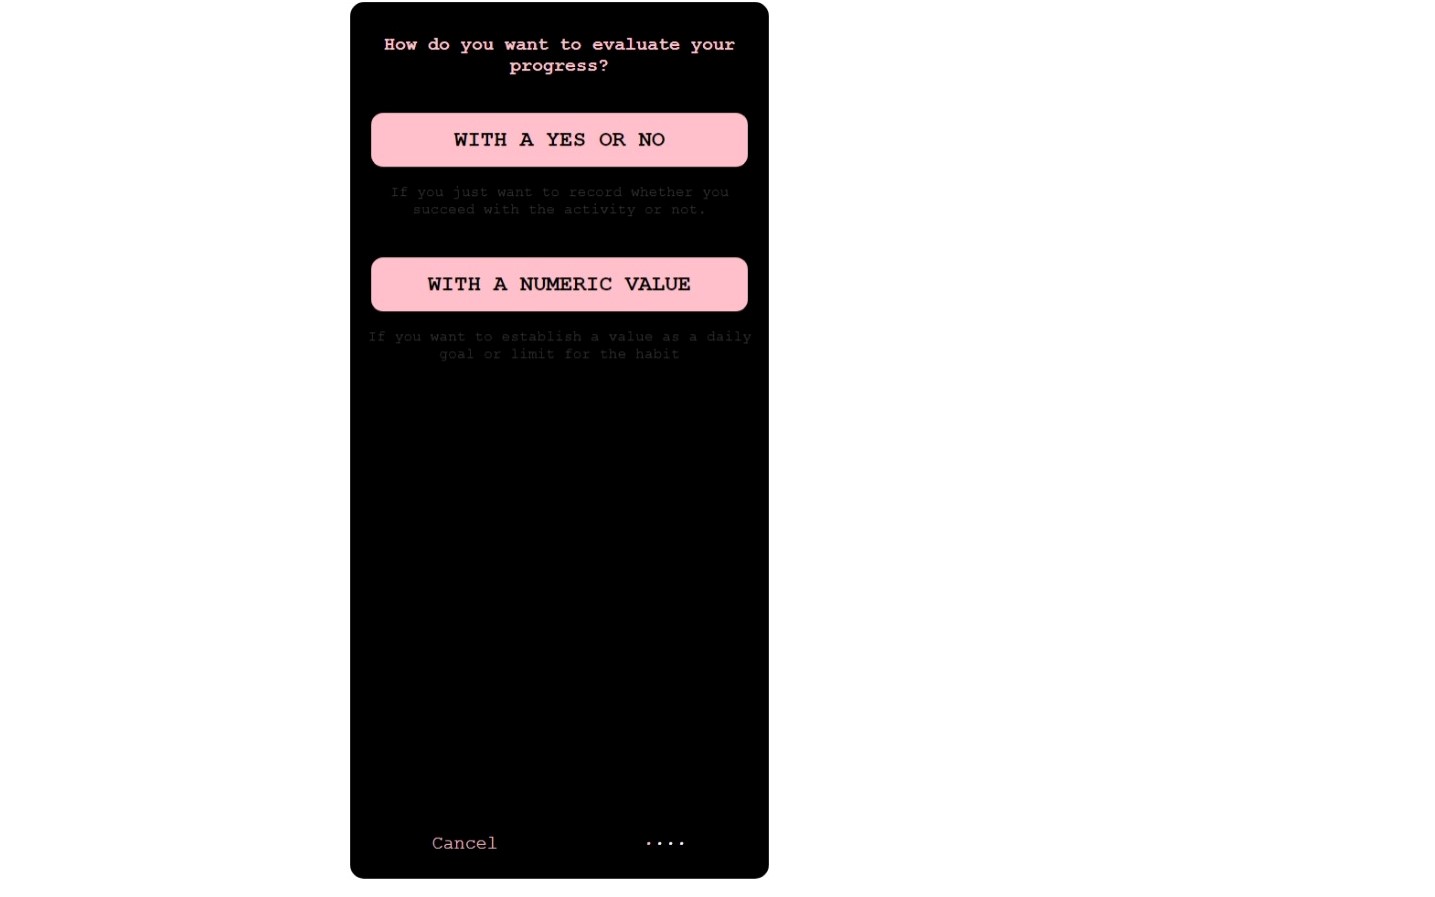 How do you want to evaluate your
progress?
WITH A YES OR NO
If you just want to record whether you
succeed with the activity or not.
WITH A NUMERIC VALUE
If you want to establish a value as a daily
goal or limit for the habit
Cancel
····